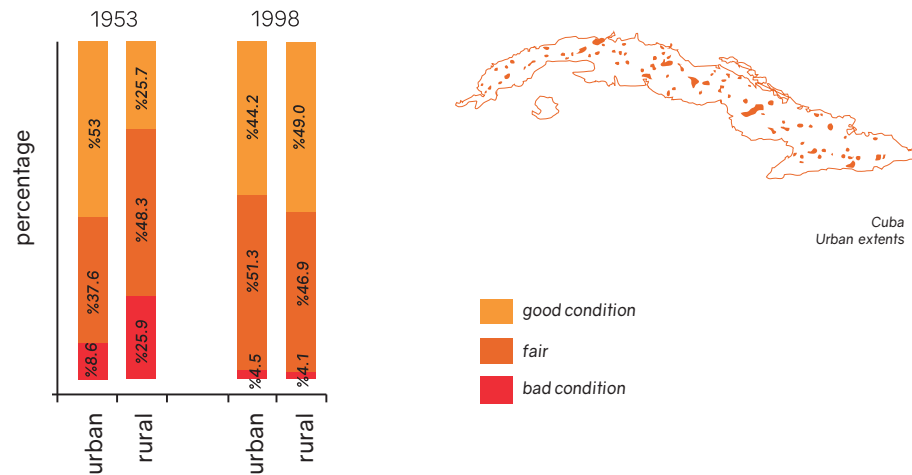 1953
1998
percentage
%53
%37.6
%8.6
%25.7
%48.3
%25.9
%44.2
%51.3
%4.5
%49.0
%46.9
%4.1
urban
rural
urban
rural
Cuba
Urban extents
good condition
fair
bad condition